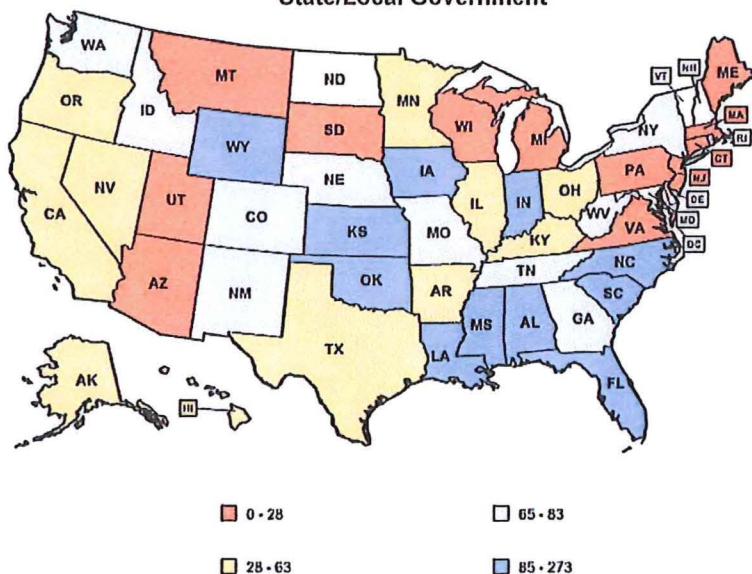 State/Local Government
WA
MT
ND
MN
ME
VT
NH
OR
ID
SD
WI
MI
NY
MA
RI
WY
CT
NV
NE
IA
PA
NJ
DE
CA
UT
CO
IL
IN
OH
WV
MD
VA
DC
KS
MO
KY
AZ
NM
OK
AR
TN
NC
SC
TX
MS
AL
GA
LA
AK
HI
FL
0 - 28
65 - 83
28 - 63
85 - 273